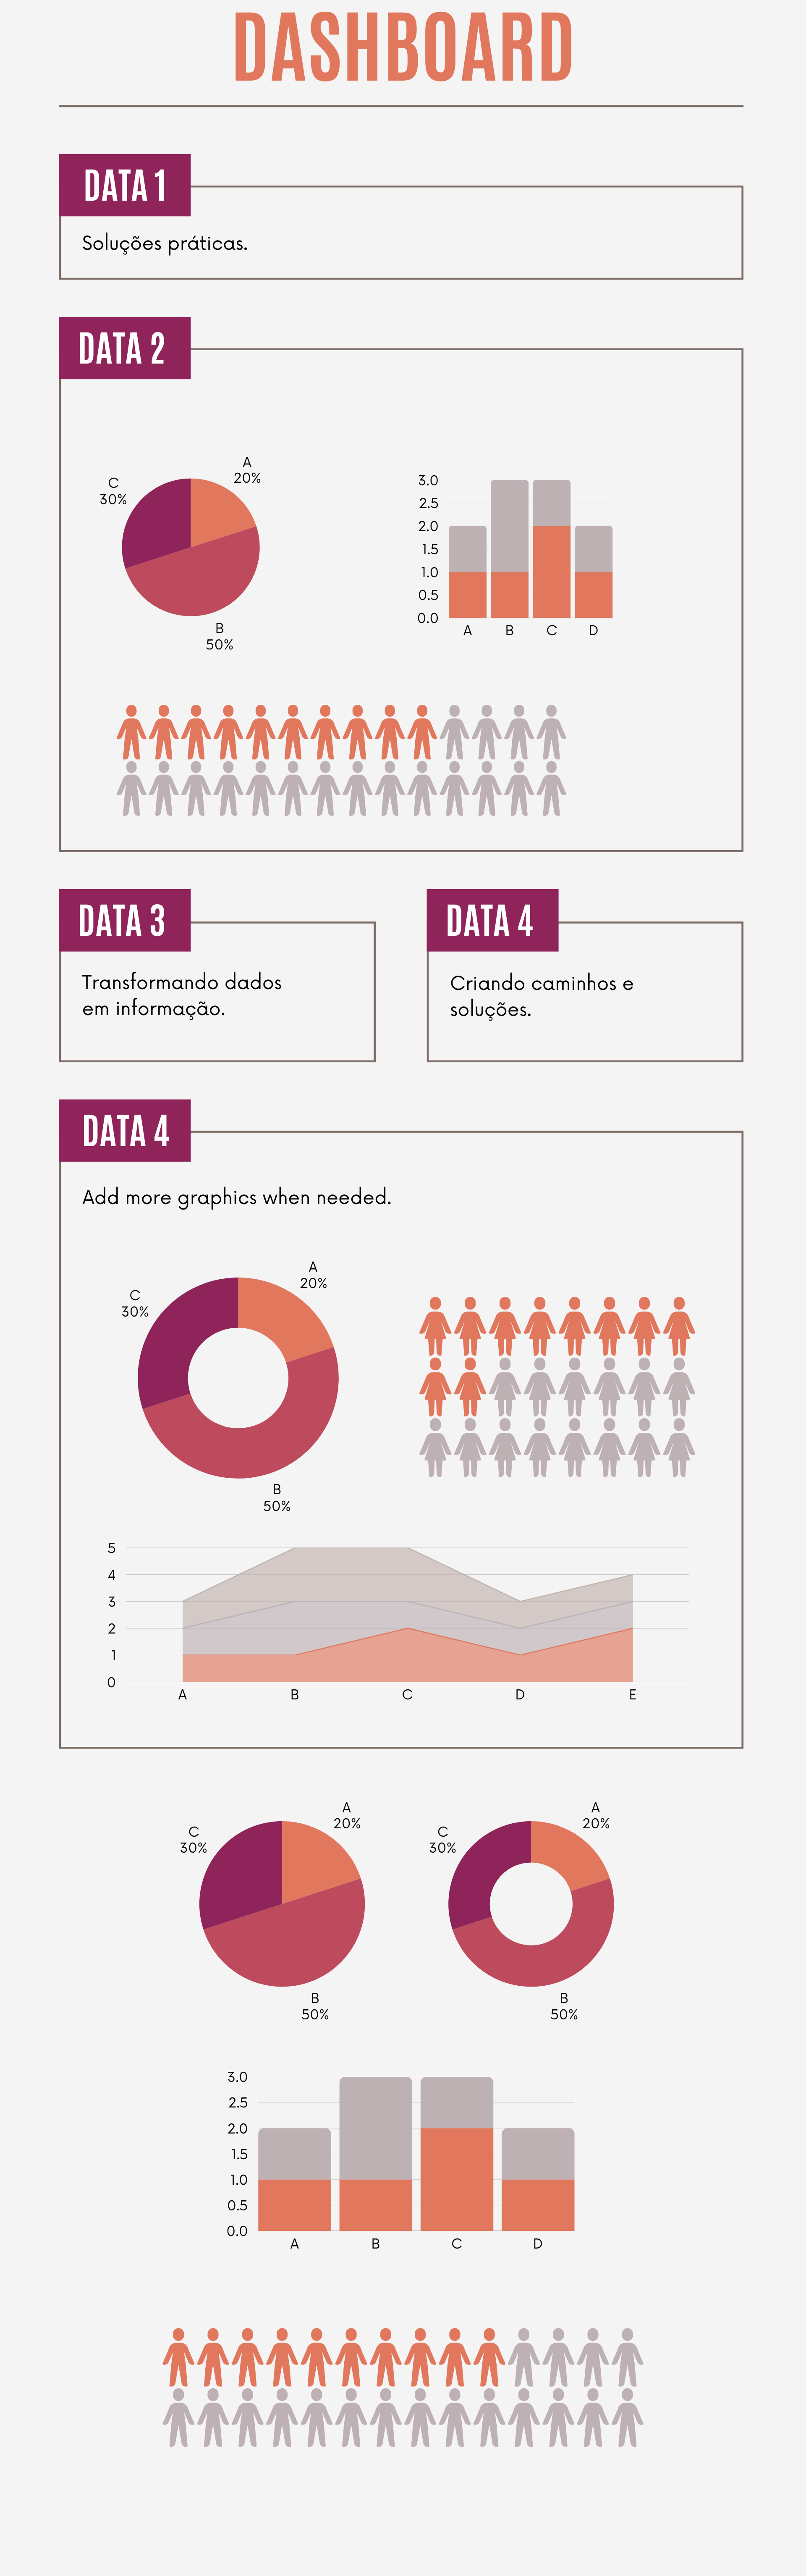 DASHBOARD
DATA 1
Soluções práticas.
DATA 2
A
20%
C
30%
B
50%
3.0
2.5
2.0
1.5
1.0
0.5
0.0
A B C D
DATA 3
Transformando dados
em informação.
DATA 4
Criando caminhos e
soluções.
DATA 4
Add more graphics when needed.
A
20%
C
30%
B
50%
5
4
3
2
1
0
A B C D E
A
20%
C
30%
B
50%
A
20%
C
30%
B
50%
3.0
2.5
2.0
1.5
1.0
0.5
0.0
A B C D